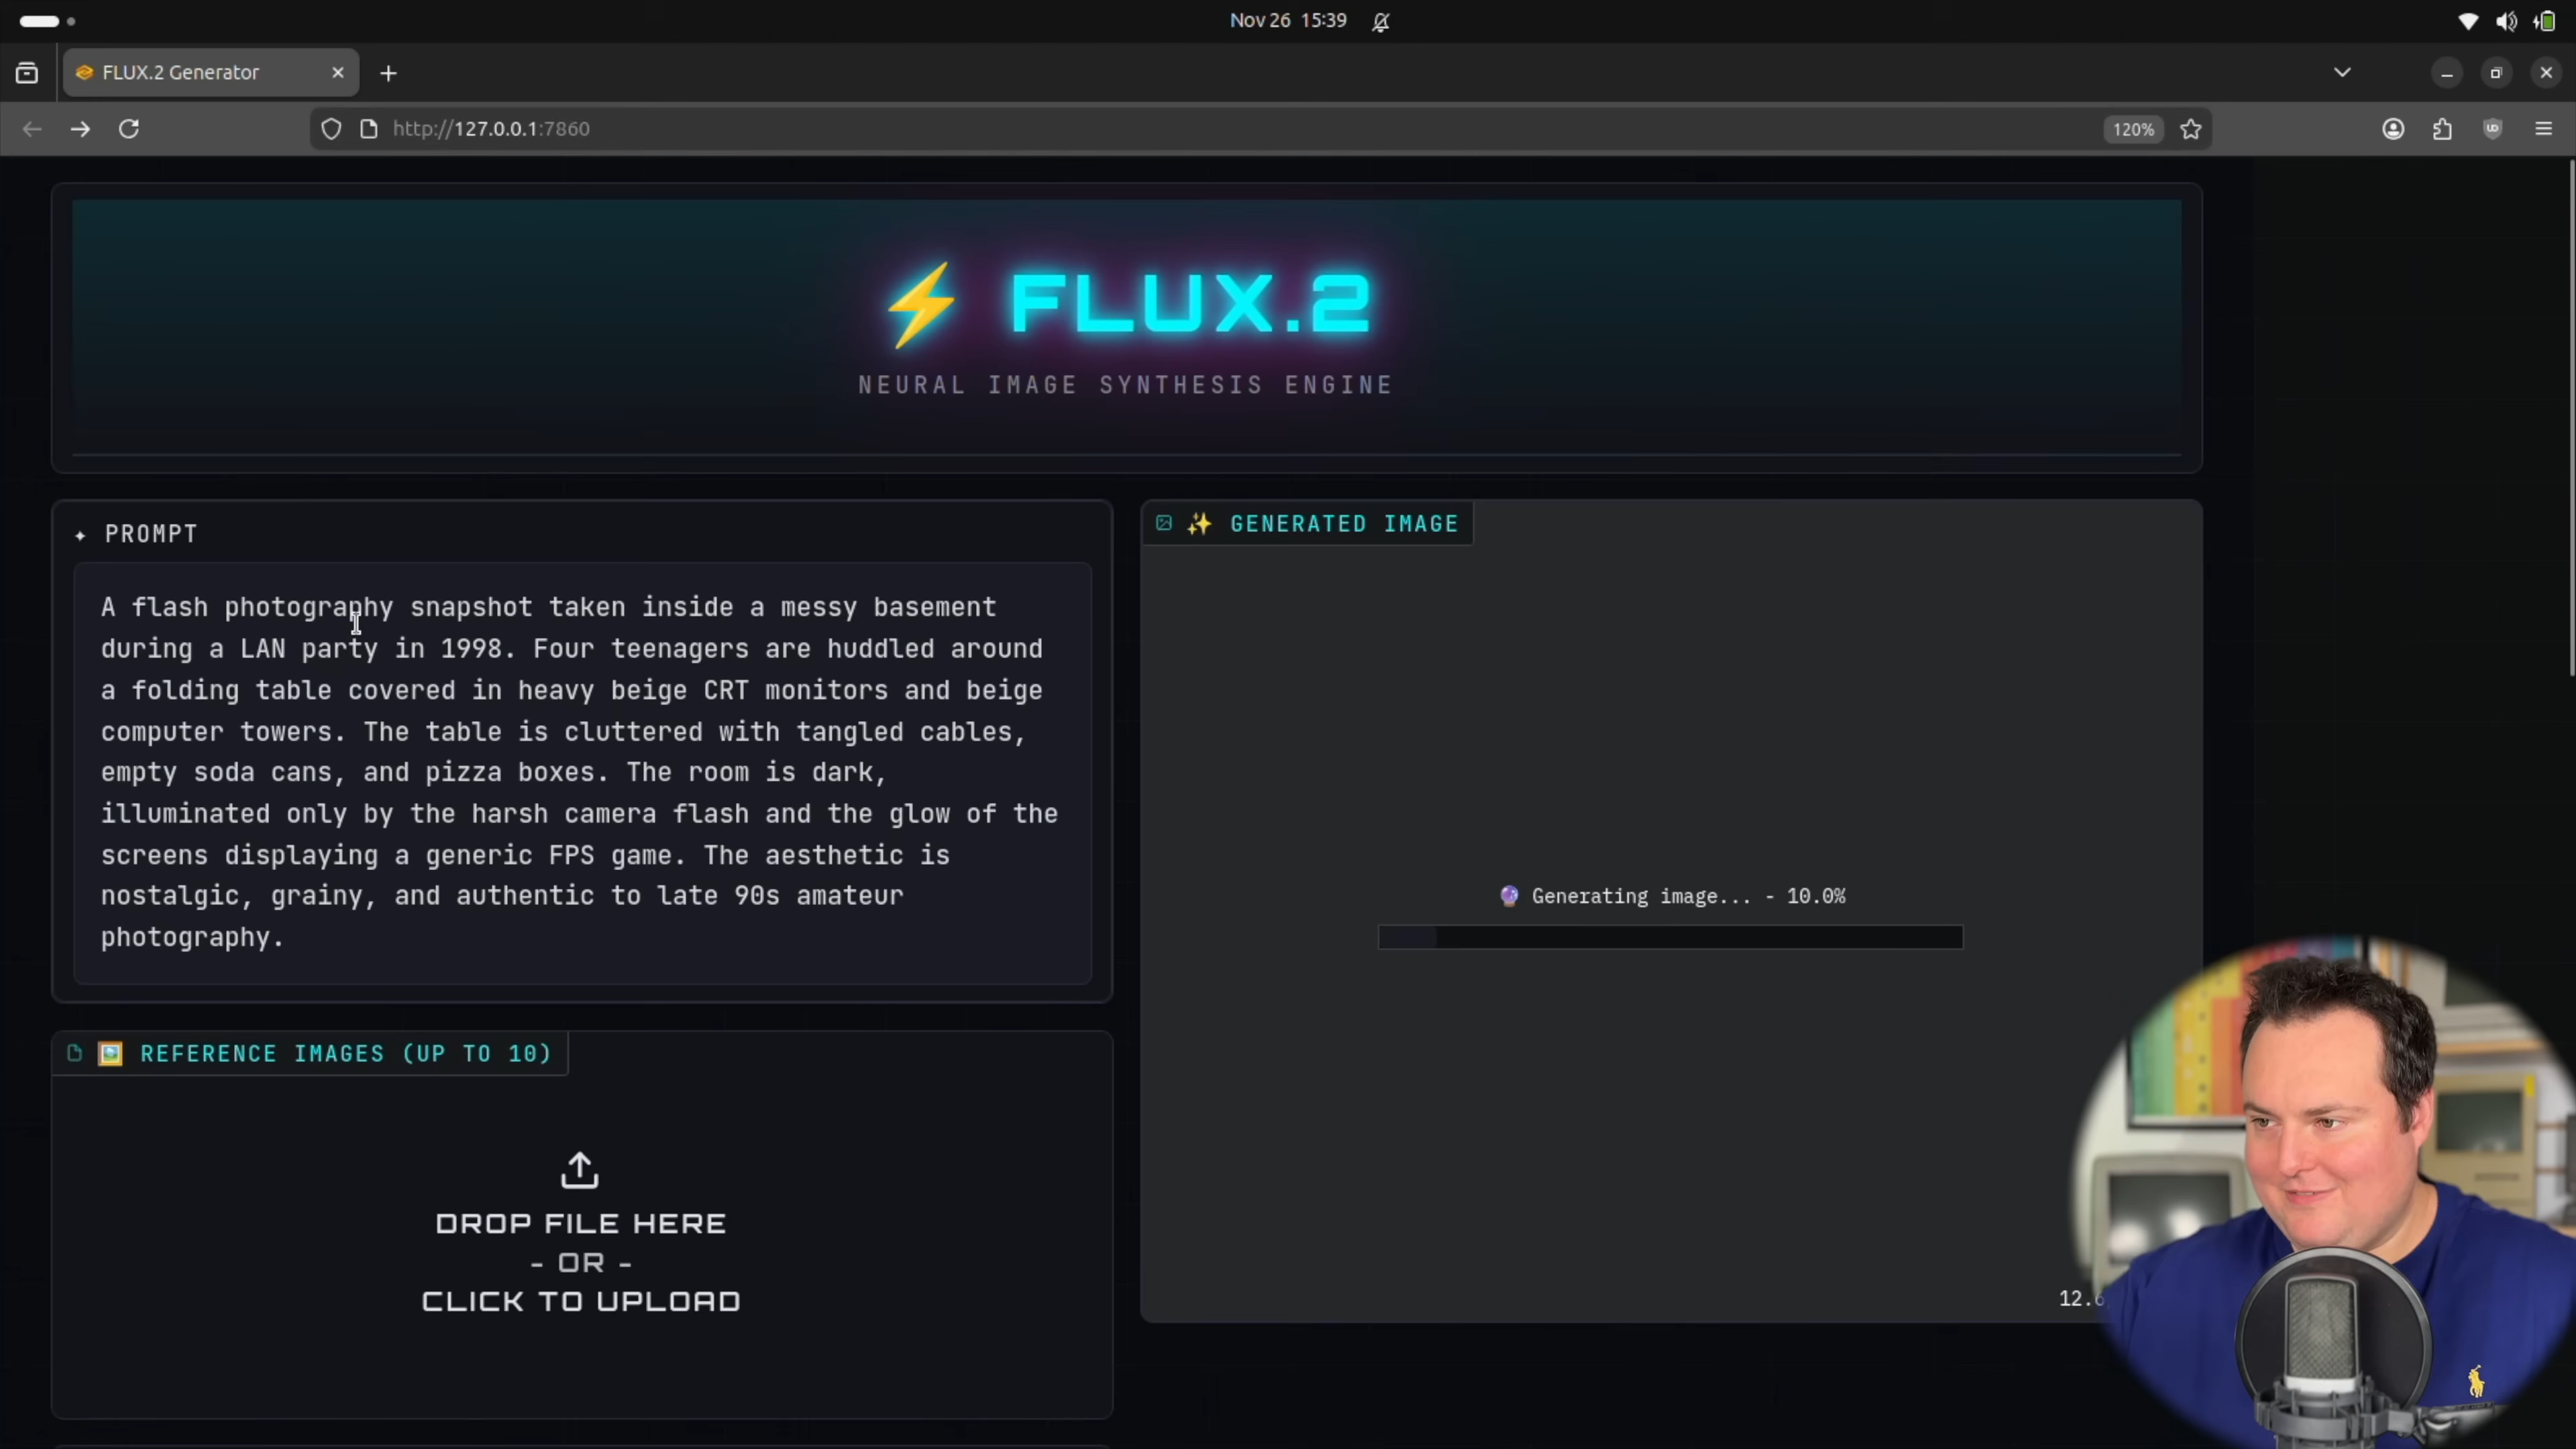 Nov 26 15:39
FLUX.2 Generator
http://127.0.0.1:7860
120%
FLUX.2
NEURAL IMAGE SYNTHESIS ENGINE
PROMPT
A flash photography snapshot taken inside a messy basement
during a LAN party in 1998. Four teenagers are huddled around
a folding table covered in heavy beige CRT monitors and beige
computer towers. The table is cluttered with tangled cables,
empty soda cans, and pizza boxes. The room is dark,
illuminated only by the harsh camera flash and the glow of the
screens displaying a generic FPS game. The aesthetic is
nostalgic, grainy, and authentic to late 90s amateur
photography.
GENERATED IMAGE
Generating image... - 10.0%
REFERENCE IMAGES (UP TO 10)
DROP FILE HERE
- OR -
CLICK TO UPLOAD